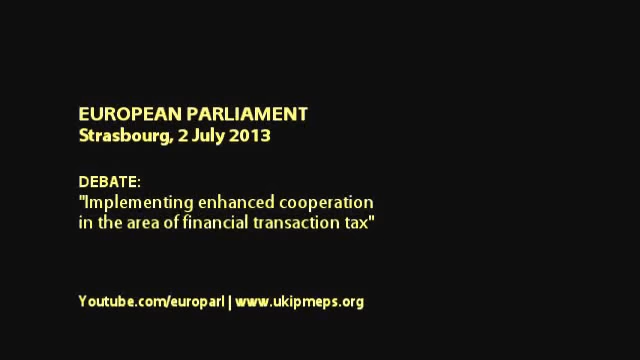 EUROPEAN PARLIAMENT
Strasbourg, 2 July 2013
DEBATE:
"Implementing enhanced cooperation
in the area of financial transaction tax"
Youtube.com/europarl | www.ukipmeps.org